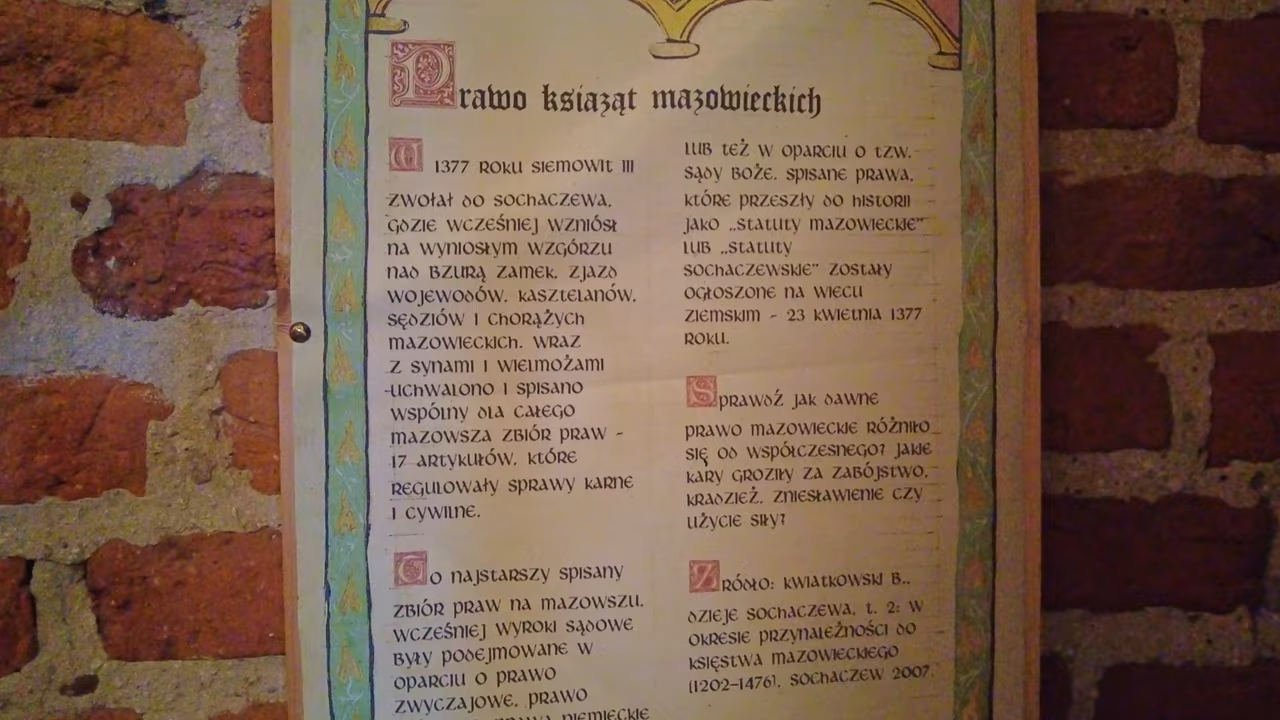 Prawo książąt mazowieckich
W 1377 ROKU SIEMOWIT III
ZWOŁAŁ DO SOCHACZEWA,
GDZIE WCZEŚNIEJ WZNIÓSŁ
NA WYNIOSŁYM WZGÓRZU
NAD BZURĄ ZAMEK, ZJAZD
WOJEWODÓW, KASZTELANÓW,
SĘDZIÓW I CHORĄŻYCH
MAZOWIECKICH. WRAZ
Z SYNAMI I WIELMOŻAMI
UCHWALONO I SPISANO
WSPÓLNY DLA CAŁEGO
MAZOWSZA ZBIÓR PRAW -
17 ARTYKUŁÓW, KTÓRE
REGULOWAŁY SPRAWY KARNE
I CYWILNE.
TO NAJSTARSZY SPISANY
ZBIÓR PRAW NA MAZOWSZU.
WCZEŚNIEJ WYROKI SĄDOWE
BYŁY PODEJMOWANE W
OPARCIU O PRAWO
ZWYCZAJOWE, PRAWO
NIEMIECKIE
LUB TEŻ W OPARCIU O TZW.
SĄDY BOŻE. SPISANE PRAWA,
KTÓRE PRZESZŁY DO HISTORII
JAKO „STATUTY MAZOWIECKIE”
LUB „STATUTY
SOCHACZEWSKIE” ZOSTAŁY
OGŁOSZONE NA WIECU
ZIEMSKIM - 23 KWIETNIA 1377
ROKU.
SPRAWDŹ JAK DAWNE
PRAWO MAZOWIECKIE RÓŻNIŁO
SIĘ OD WSPÓŁCZESNEGO? JAKIE
KARY GROZIŁY ZA ZABÓJSTWO,
KRADZIEŻ, ZNIESŁAWIENIE CZY
UŻYCIE SIŁY?
ŹRÓDŁO: KWIATKOWSKI B.,
DZIEJE SOCHACZEWA, T. 2: W
OKRESIE PRZYNALEŻNOŚCI DO
KSIĘSTWA MAZOWIECKIEGO
(1202-1476), SOCHACZEW 2007.